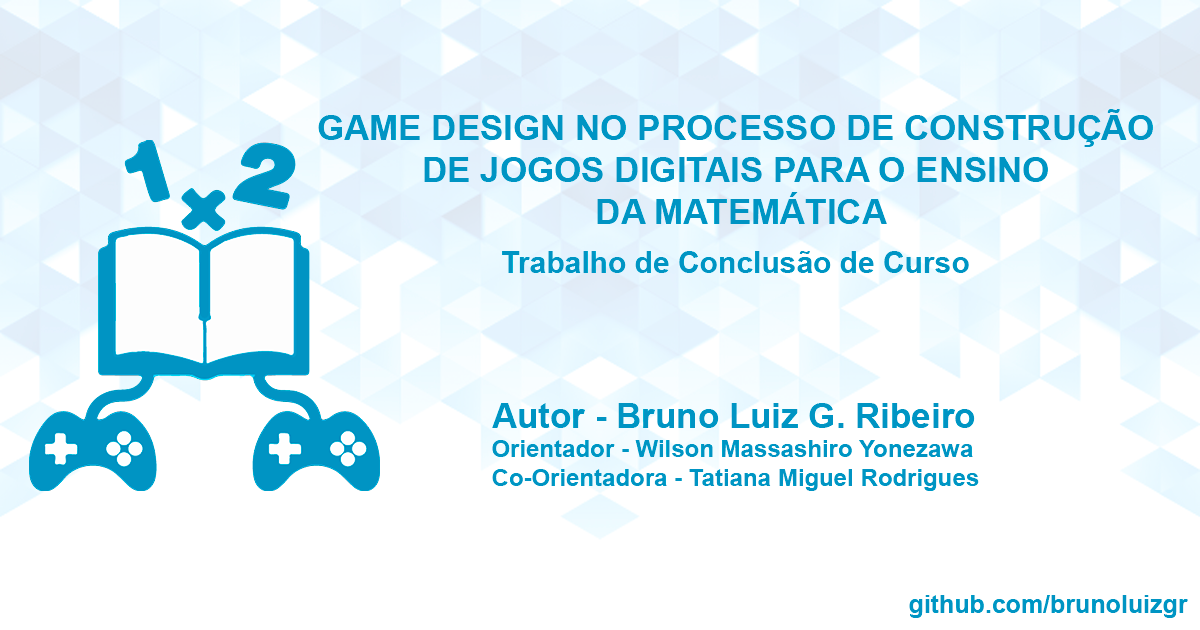 GAME DESIGN NO PROCESSO DE CONSTRUÇÃO
DE JOGOS DIGITAIS PARA O ENSINO
DA MATEMÁTICA
Trabalho de Conclusão de Curso
1 x 2
Autor - Bruno Luiz G. Ribeiro
Orientador - Wilson Massashiro Yonezawa
Co-Orientadora - Tatiana Miguel Rodrigues
github.com/brunoluizgr